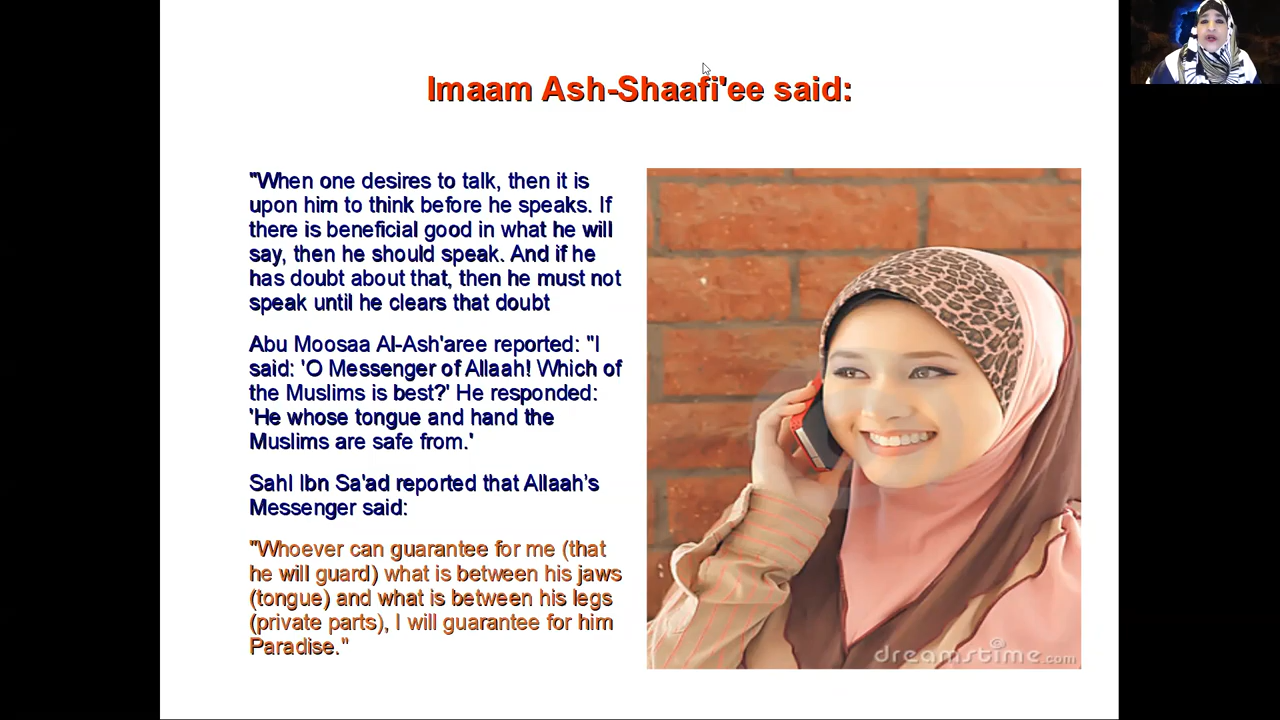 Imaam Ash-Shaafi'ee said:
"When one desires to talk, then it is
upon him to think before he speaks. If
there is beneficial good in what he will
say, then he should speak. And if he
has doubt about that, then he must not
speak until he clears that doubt
Abu Moosaa Al-Ash'aree reported: "I
said: 'O Messenger of Allaah! Which of
the Muslims is best?' He responded:
'He whose tongue and hand the
Muslims are safe from.'
Sahl Ibn Sa'ad reported that Allaah's
Messenger said:
"Whoever can guarantee for me (that
he will guard) what is between his jaws
(tongue) and what is between his legs
(private parts), I will guarantee for him
Paradise."
dreamstime.com